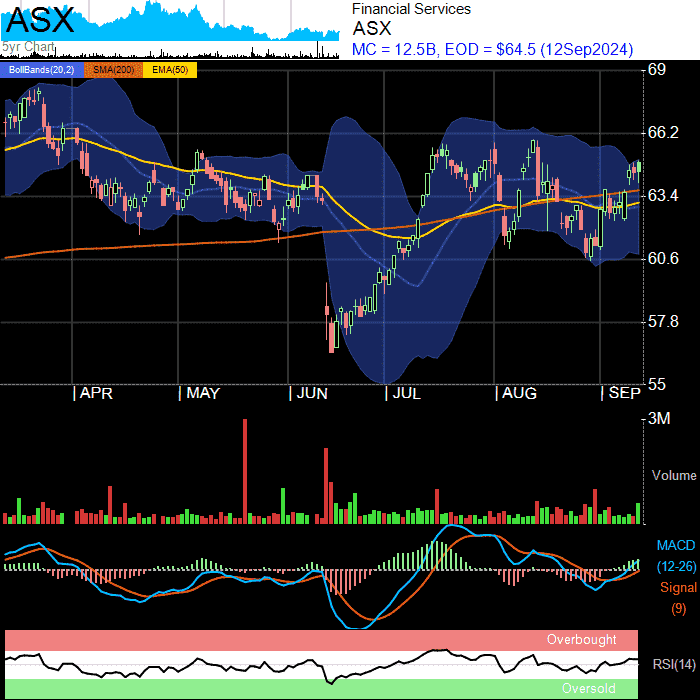 ASX
5yr Chart
Financial Services
ASX
MC = 12.5B, EOD = $64.5 (12Sep2024)
BollBands(20,2) SMA(200) EMA(50)
69
66.2
63.4
60.6
57.8
55
APR MAY JUN JUL AUG SEP
3M
Volume
MACD
(12-26)
Signal
(9)
Overbought
RSI(14)
Oversold